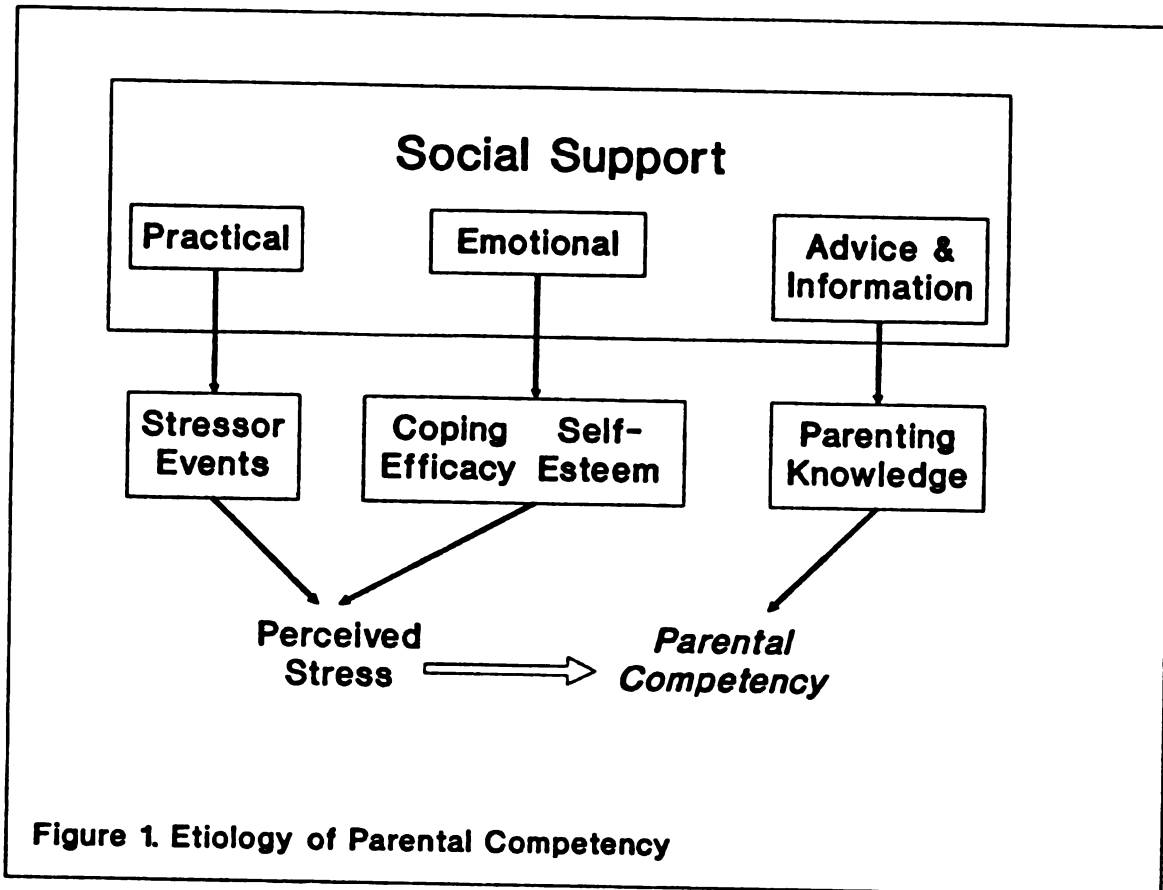 Social Support
Practical
Emotional
Advice &
Information
Stressor
Events
Coping Self-
Efficacy Esteem
Parenting
Knowledge
Perceived
Stress
Parental
Competency
Figure 1. Etiology of Parental Competency